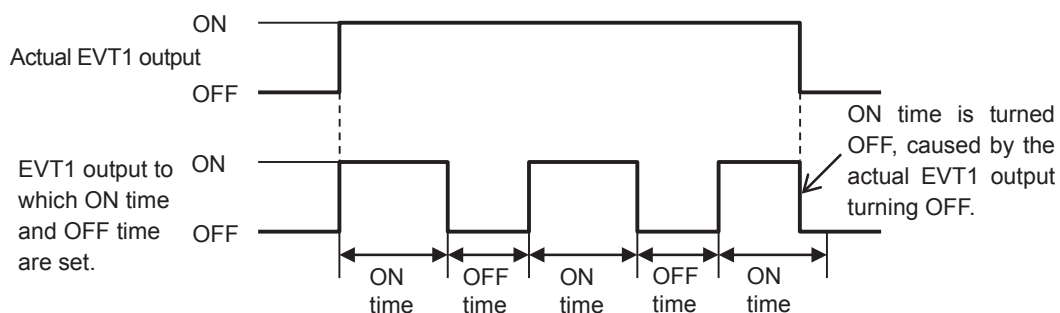 ON
Actual EVT1 output
OFF
ON time is turned
OFF, caused by the
actual EVT1 output
turning OFF.
EVT1 output to
which ON time
and OFF time
are set.
ON
OFF
ON
time
OFF
time
ON
time
OFF
time
ON
time